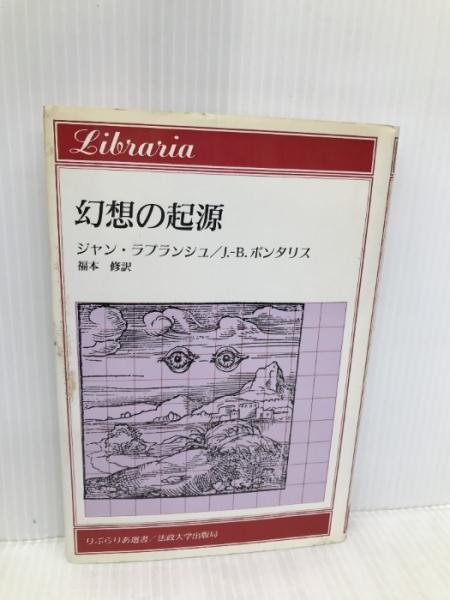 Libraria
幻想の起源
ジャン・ラプランシュ/J.-B.ポンタリス
福本 修訳
りぶらりあ選書/法政大学出版局